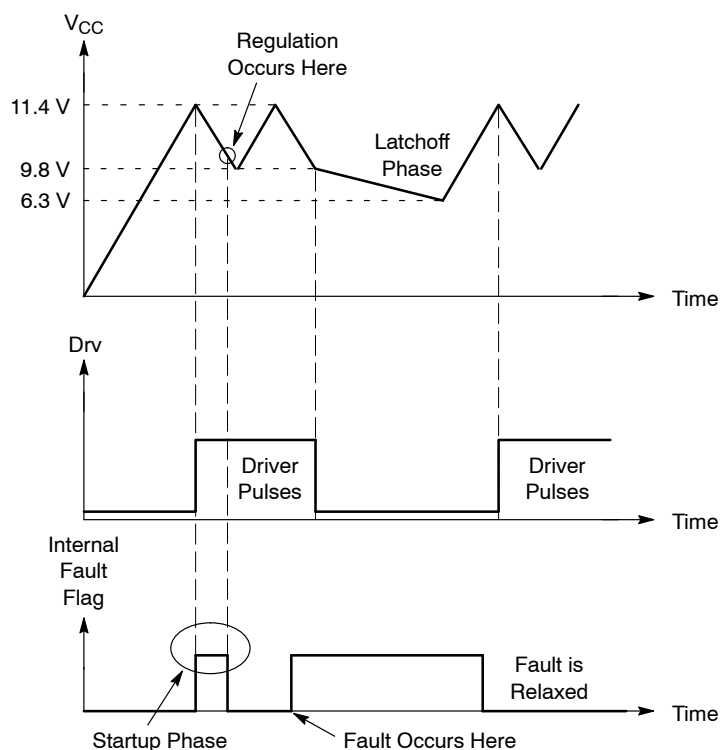 V_CC
Regulation
Occurs Here
11.4 V
9.8 V
6.3 V
Latchoff
Phase
Time
Drv
Driver
Pulses
Driver
Pulses
Time
Internal
Fault
Flag
Fault is
Relaxed
Time
Startup Phase
Fault Occurs Here